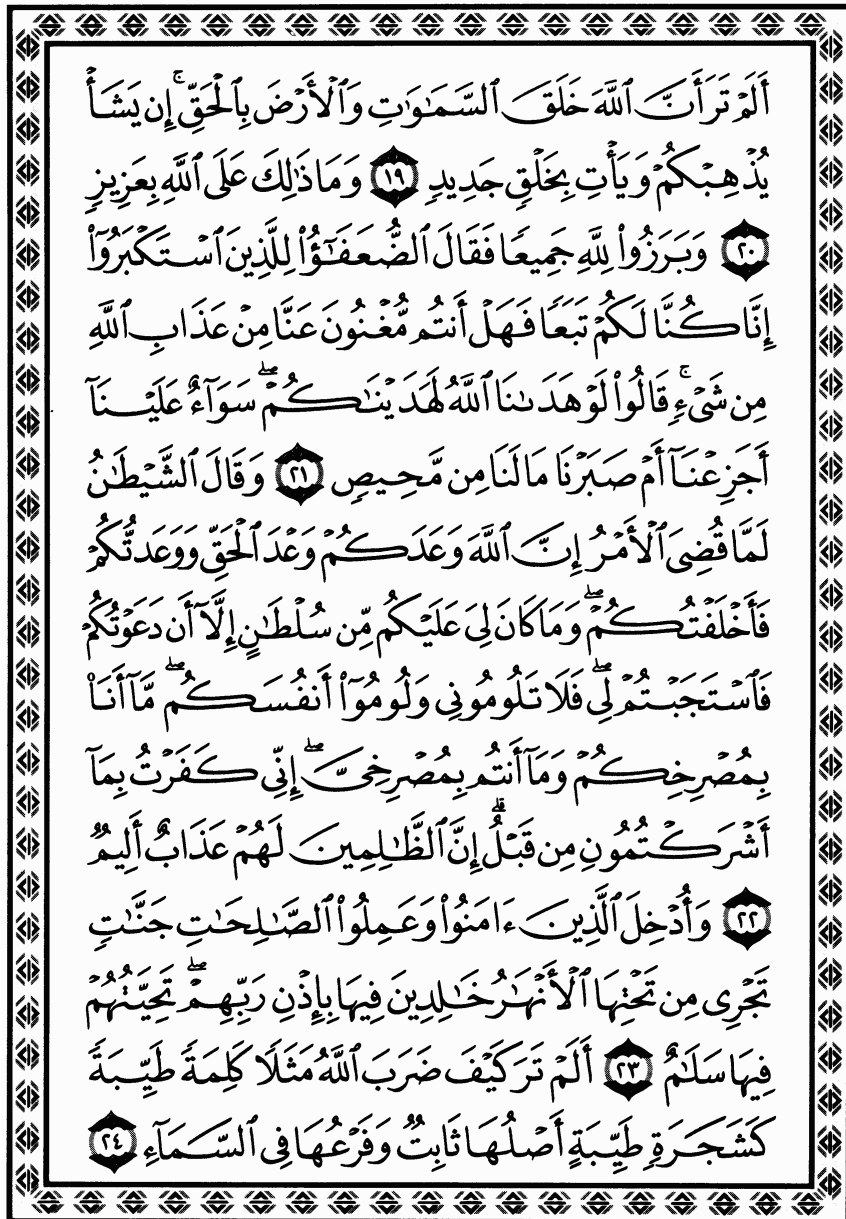 أَلَمْ تَرَ أَنَّ ٱللَّهَ خَلَقَ ٱلسَّمَٰوَٰتِ وَٱلْأَرْضَ بِٱلْحَقِّ ۚ إِن يَشَأْ
يُذْهِبْكُمْ وَيَأْتِ بِخَلْقٍ جَدِيدٍ ١٩ وَمَا ذَٰلِكَ عَلَى ٱللَّهِ بِعَزِيزٍ
٢٠ وَبَرَزُوا۟ لِلَّهِ جَمِيعًا فَقَالَ ٱلضُّعَفَٰٓؤُا۟ لِلَّذِينَ ٱسْتَكْبَرُوٓا۟
إِنَّا كُنَّا لَكُمْ تَبَعًا فَهَلْ أَنتُم مُّغْنُونَ عَنَّا مِنْ عَذَابِ ٱللَّهِ
مِن شَىْءٍ ۚ قَالُوا۟ لَوْ هَدَىٰنَا ٱللَّهُ لَهَدَيْنَٰكُمْ ۖ سَوَآءٌ عَلَيْنَآ
أَجَزِعْنَآ أَمْ صَبَرْنَا مَا لَنَا مِن مَّحِيصٍ ٢١ وَقَالَ ٱلشَّيْطَٰنُ
لَمَّا قُضِىَ ٱلْأَمْرُ إِنَّ ٱللَّهَ وَعَدَكُمْ وَعْدَ ٱلْحَقِّ وَوَعَدتُّكُمْ
فَأَخْلَفْتُكُمْ ۖ وَمَا كَانَ لِىَ عَلَيْكُم مِّن سُلْطَٰنٍ إِلَّآ أَن دَعَوْتُكُمْ
فَٱسْتَجَبْتُمْ لِى ۖ فَلَا تَلُومُونِى وَلُومُوٓا۟ أَنفُسَكُم ۖ مَّآ أَنَا۠
بِمُصْرِخِكُمْ وَمَآ أَنتُم بِمُصْرِخِىَّ ۖ إِنِّى كَفَرْتُ بِمَآ
أَشْرَكْتُمُونِ مِن قَبْلُ ۗ إِنَّ ٱلظَّٰلِمِينَ لَهُمْ عَذَابٌ أَلِيمٌ
٢٢ وَأُدْخِلَ ٱلَّذِينَ ءَامَنُوا۟ وَعَمِلُوا۟ ٱلصَّٰلِحَٰتِ جَنَّٰتٍ
تَجْرِى مِن تَحْتِهَا ٱلْأَنْهَٰرُ خَٰلِدِينَ فِيهَا بِإِذْنِ رَبِّهِمْ ۖ تَحِيَّتُهُمْ
فِيهَا سَلَٰمٌ ٢٣ أَلَمْ تَرَ كَيْفَ ضَرَبَ ٱللَّهُ مَثَلًا كَلِمَةً طَيِّبَةً
كَشَجَرَةٍ طَيِّبَةٍ أَصْلُهَا ثَابِتٌ وَفَرْعُهَا فِى ٱلسَّمَآءِ ٢٤